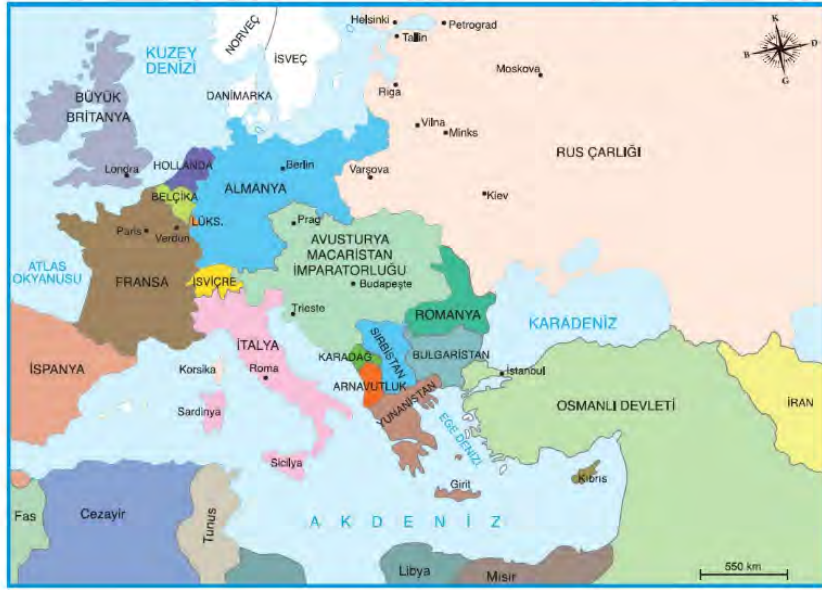 Helsinki
Petrograd
Tallin
NORVEÇ
İSVEÇ
KUZEY
DENİZİ
Moskova
K
B
D
G
BÜYÜK
BRİTANYA
DANİMARKA
Riga
Vilna
Minks
RUS ÇARLIĞI
Londra
HOLLANDA
Berlin
Varşova
BELÇİKA
ALMANYA
Kiev
LÜKS.
Paris
Verdun
Prag
AVUSTURYA
MACARİSTAN
İMPARATORLUĞU
ATLAS
OKYANUSU
FRANSA
İSVİÇRE
Budapeşte
Trieste
ROMANYA
KARADENİZ
İSPANYA
İTALYA
KARADAĞ
SIRBİSTAN
BULGARİSTAN
Korsika
Roma
ARNAVUTLUK
İstanbul
OSMANLI DEVLETİ
İRAN
Sardinya
YUNANİSTAN
EGE DENİZİ
Sicilya
Girit
Kıbrıs
Fas
Cezayir
Tunus
AKDENİZ
Libya
Mısır
550 km